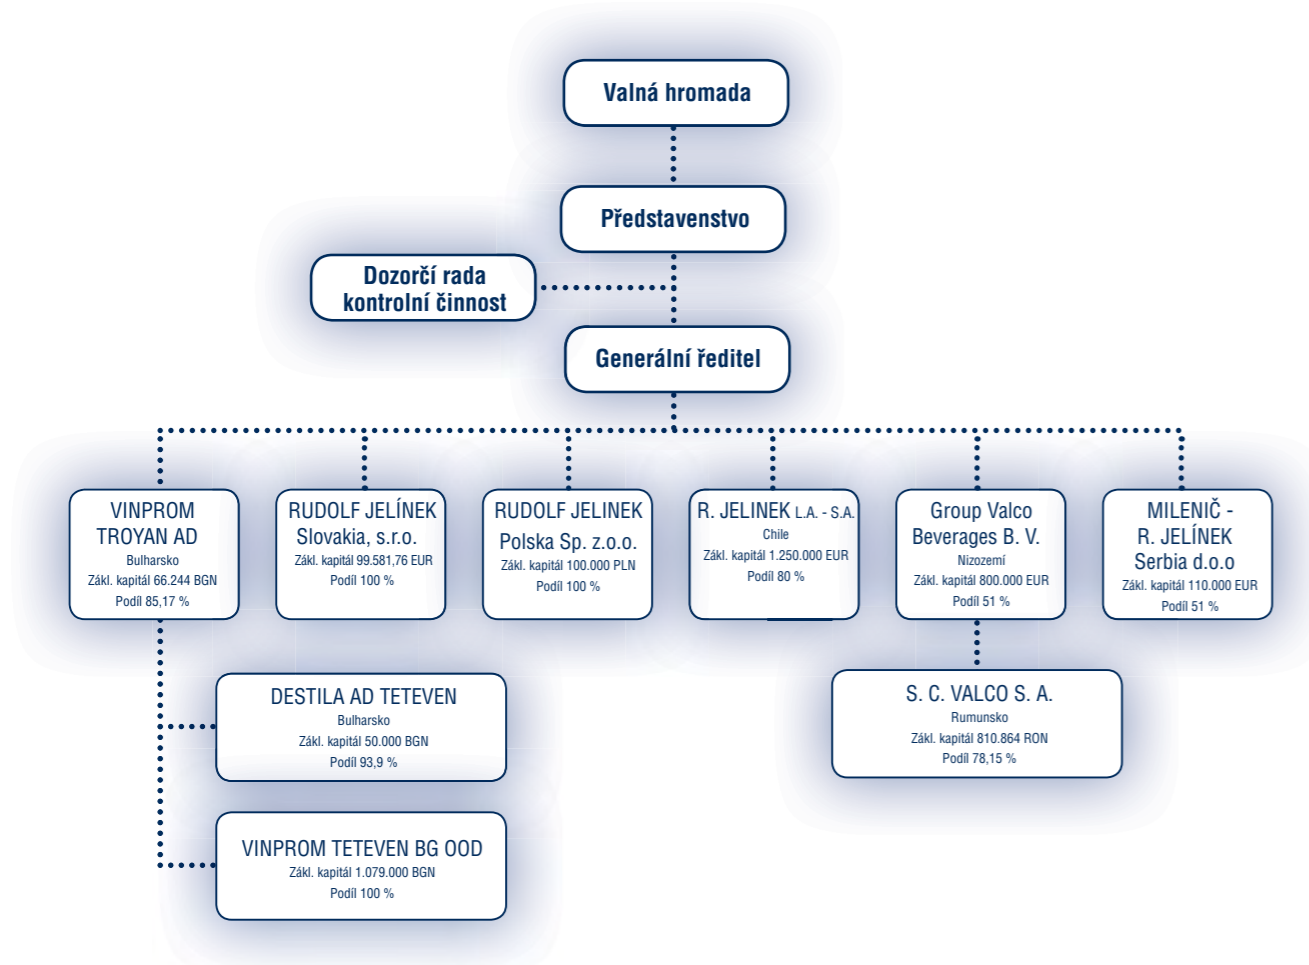 Valná hromada
Představenstvo
Dozorčí rada
kontrolní činnost
Generální ředitel
VINPROM
TROYAN AD
Bulharsko
Zákl. kapitál 66.244 BGN
Podíl 85,17 %
RUDOLF JELÍNEK
Slovakia, s.r.o.
Zákl. kapitál 99.581,76 EUR
Podíl 100 %
RUDOLF JELINEK
Polska Sp. z.o.o.
Zákl. kapitál 100.000 PLN
Podíl 100 %
R. JELINEK L.A. - S.A.
Chile
Zákl. kapitál 1.250.000 EUR
Podíl 80 %
Group Valco
Beverages B. V.
Nizozemí
Zákl. kapitál 800.000 EUR
Podíl 51 %
MILENIČ -
R. JELÍNEK
Serbia d.o.o
Zákl. kapitál 110.000 EUR
Podíl 51 %
DESTILA AD TETEVEN
Bulharsko
Zákl. kapitál 50.000 BGN
Podíl 93,9 %
S. C. VALCO S. A.
Rumunsko
Zákl. kapitál 810.864 RON
Podíl 78,15 %
VINPROM TETEVEN BG OOD
Zákl. kapitál 1.079.000 BGN
Podíl 100 %